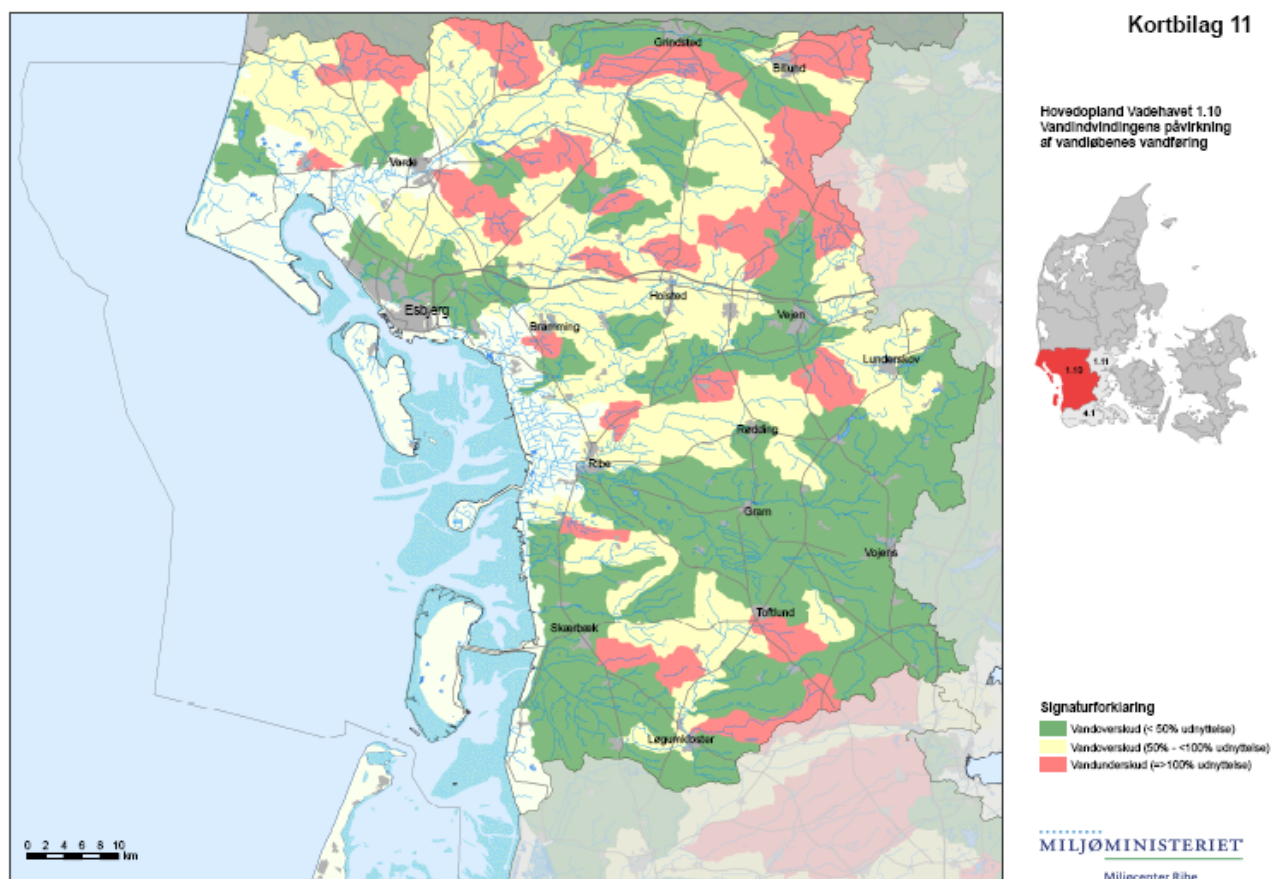 Kortbilag 11
Hovedopland Vadehavet 1.10
Vandindvindingens påvirkning
af vandløbenes vandføring
1.11
1.10
4.1
Grindsted
Billund
Varde
Esbjerg
Holsted
Bramming
Vejen
Lunderskov
Rødding
Ribe
Gram
Vojens
Toftlund
Skærbæk
Løgumkloster
0 2 4 6 8 10
km
Signaturforklaring
Vandoverskud (< 50% udnyttelse)
Vandoverskud (50% - <100% udnyttelse)
Vandunderskud (=>100% udnyttelse)
MILJØMINISTERIET
Miljøcenter Ribe